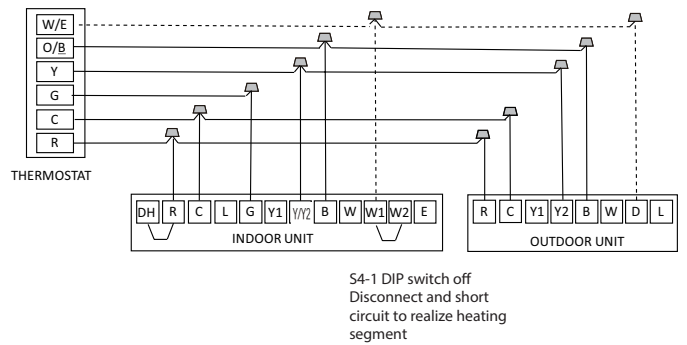 W/E
O/B
Y
G
C
R
THERMOSTAT
DH R C L G Y1 Y/Y2 B W W1 W2 E
INDOOR UNIT
R C Y1 Y2 B W D L
OUTDOOR UNIT
S4-1 DIP switch off
Disconnect and short
circuit to realize heating
segment